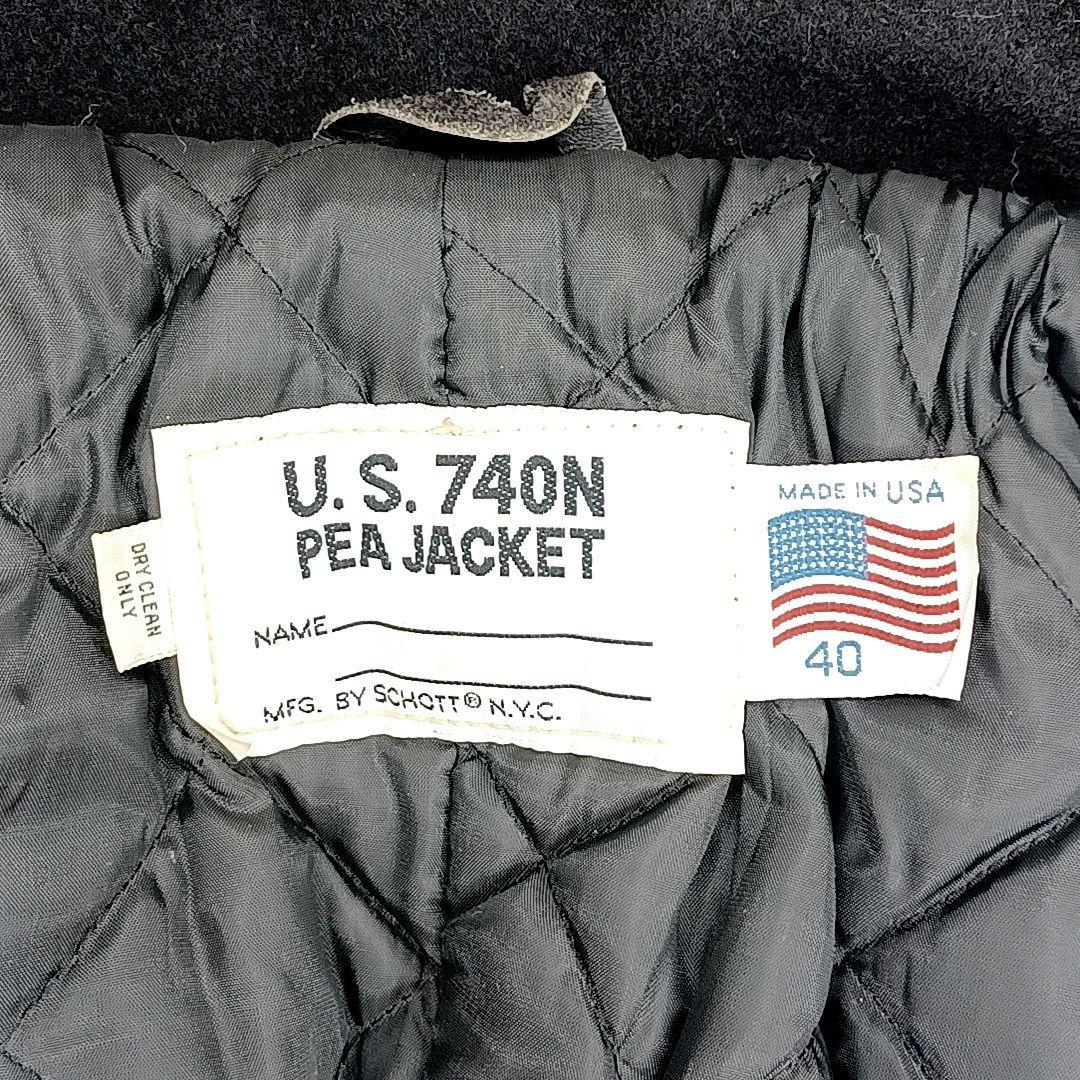 U.S. 740N
PEA JACKET
NAME
MFG. BY SCHOTT® N.Y.C.
DRY CLEAN
ONLY
MADE IN USA
40